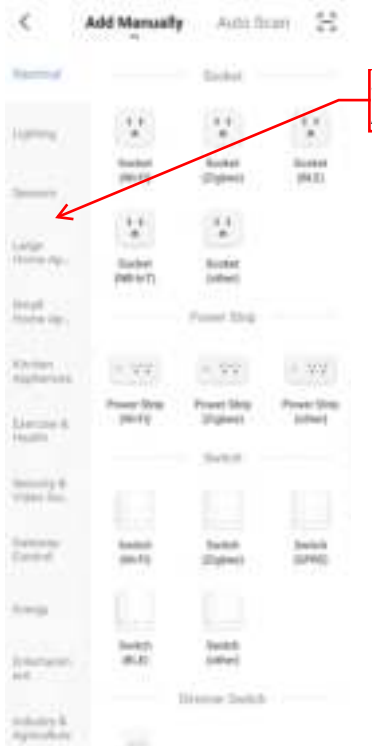 Add Manually Auto Scan
Electrical
Socket
Lighting
Socket
(Wi-Fi)
Socket
(Zigbee)
Socket
(BLE)
Sensors
Large
Home Ap...
Socket
(NB-IoT)
Socket
(other)
Small
Home Ap...
Power Strip
Kitchen
Appliances
Power Strip
(Wi-Fi)
Power Strip
(Zigbee)
Power Strip
(other)
Exercise &
Health
Switch
Security &
Video Sur...
Gateway
Control
Switch
(Wi-Fi)
Switch
(Zigbee)
Switch
(GPRS)
Energy
Switch
(BLE)
Switch
(other)
Entertainm
ent
Dimmer Switch
Industry &
Agriculture